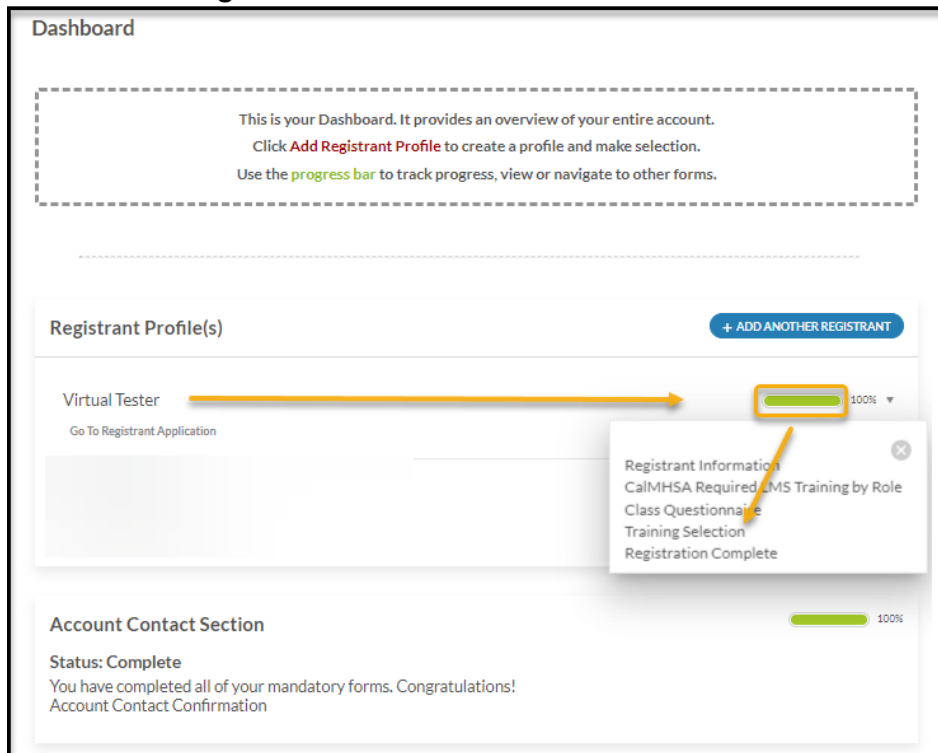 Dashboard
This is your Dashboard. It provides an overview of your entire account.
Click Add Registrant Profile to create a profile and make selection.
Use the progress bar to track progress, view or navigate to other forms.
Registrant Profile(s)
+ ADD ANOTHER REGISTRANT
Virtual Tester
100%
Go To Registrant Application
Registrant Information
CalMHSA Required LMS Training by Role
Class Questionnaire
Training Selection
Registration Complete
Account Contact Section
100%
Status: Complete
You have completed all of your mandatory forms. Congratulations!
Account Contact Confirmation